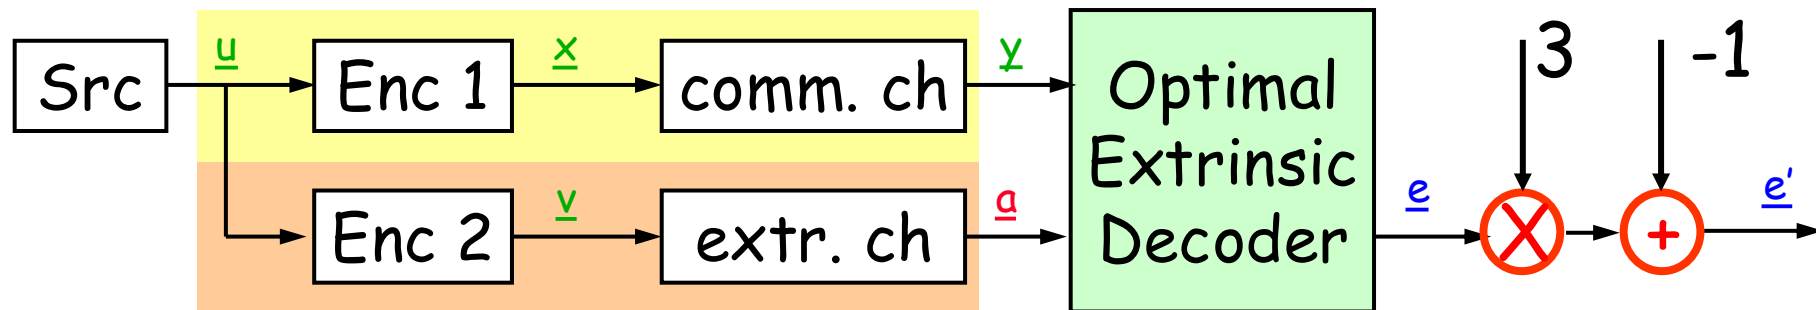 Src
u
Enc 1
x
comm. ch
y
Enc 2
v
extr. ch
a
Optimal
Extrinsic
Decoder
e
3
-1
X
+
e'